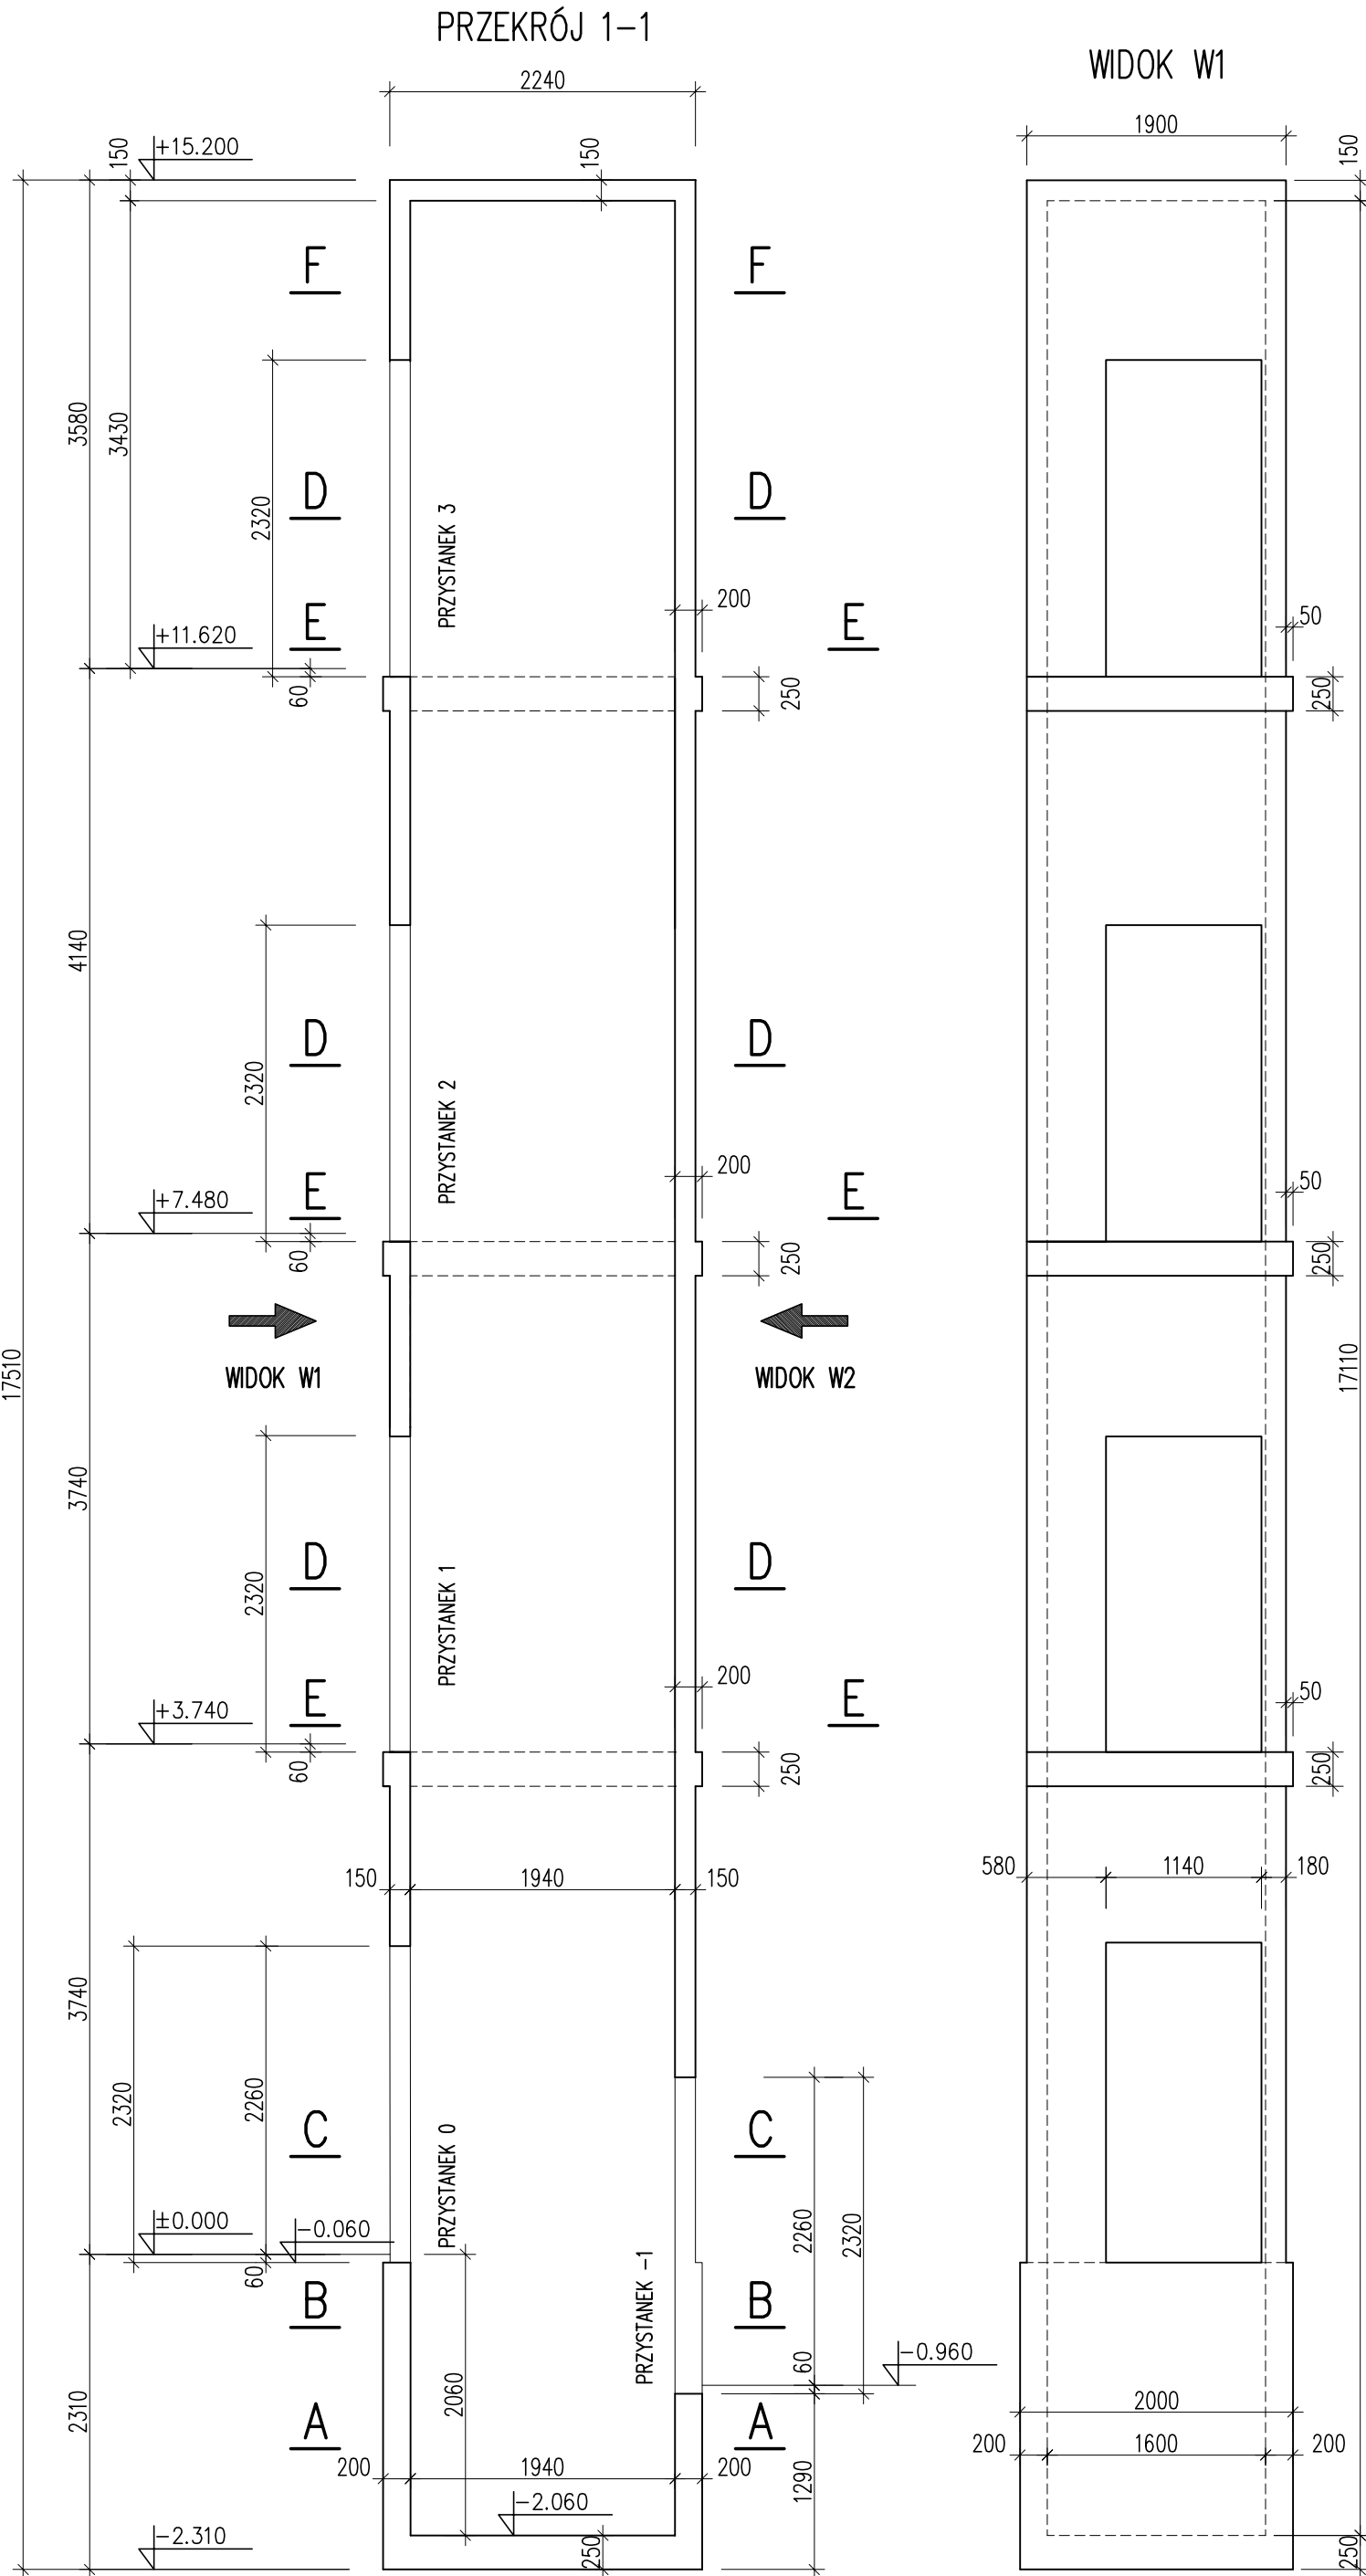 PRZEKRÓJ 1-1
WIDOK W1
2240
1900
150
+15.200
150
150
F
F
3580
3430
2320
D
D
PRZYSTANEK 3
200
E
E
+11.620
50
60
250
250
4140
D
D
2320
PRZYSTANEK 2
200
E
E
+7.480
50
60
250
250
WIDOK W1
WIDOK W2
17510
17110
3740
D
D
2320
PRZYSTANEK 1
200
E
E
+3.740
50
60
250
250
150
1940
150
580
1140
180
3740
2320
2260
C
C
PRZYSTANEK 0
2260
2320
±0.000
-0.060
60
B
B
PRZYSTANEK -1
60
-0.960
2310
2060
A
A
2000
200
1940
200
200
1600
200
1290
-2.060
-2.310
250
250